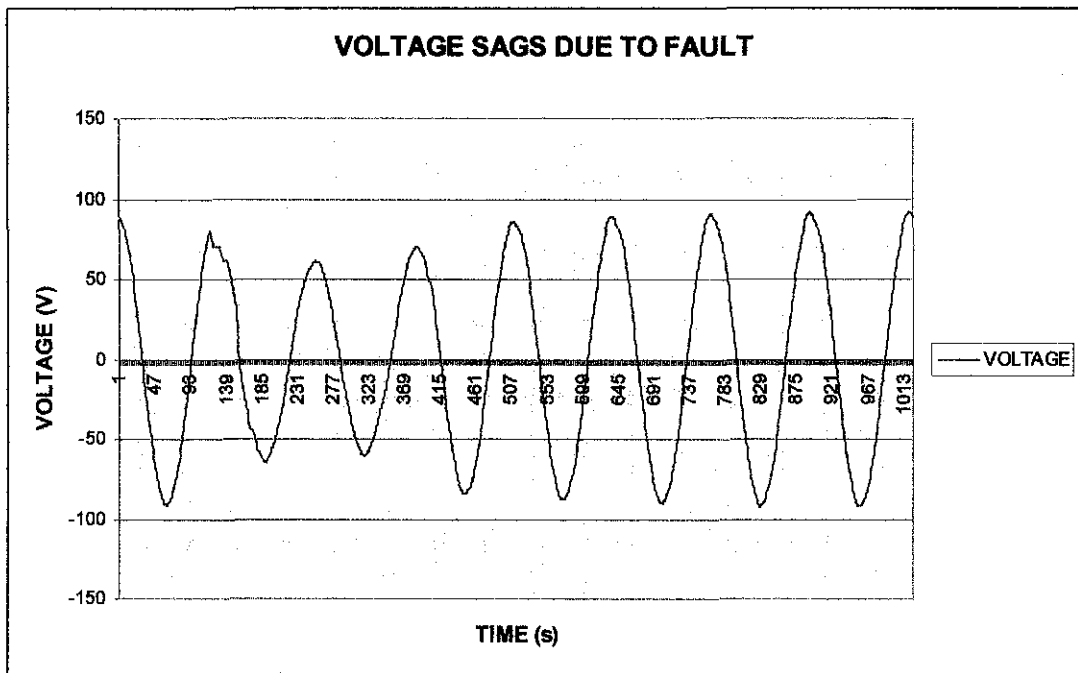 VOLTAGE SAGS DUE TO FAULT
VOLTAGE (V)
150
100
50
0
-50
-100
-150
1 47 93 139 185 231 277 323 369 415 461 507 553 599 645 691 737 783 829 875 921 967 1013
TIME (s)
VOLTAGE